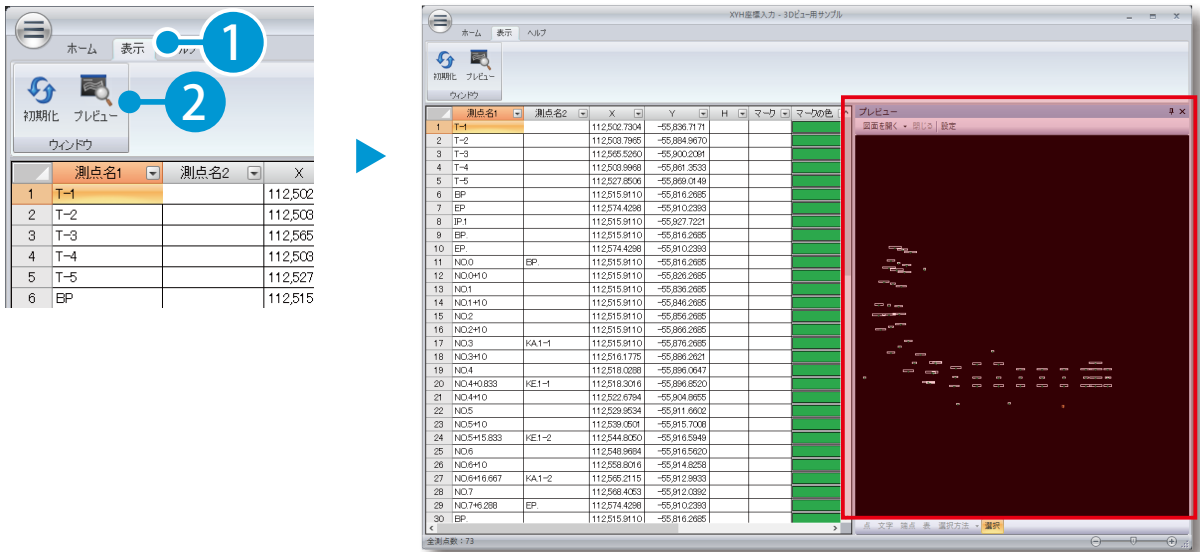 ホーム 表示 ヘルプ
1
初期化 プレビュー
2
ウィンドウ
測点名1 測点名2 X
1 T-1 112,502
2 T-2 112,503
3 T-3 112,565
4 T-4 112,503
5 T-5 112,527
6 BP 112,515
XYH座標入力 - 3Dビュー用サンプル
ホーム 表示 ヘルプ
初期化 プレビュー
ウィンドウ
測点名1 測点名2 X Y H マーク マークの色
1 T-1 112,502.7304 -55,836.7171
2 T-2 112,503.7965 -55,884.9670
3 T-3 112,565.5260 -55,900.2091
4 T-4 112,503.9968 -55,861.3533
5 T-5 112,527.8506 -55,869.0149
6 BP 112,515.9110 -55,816.2685
7 EP 112,574.4298 -55,910.2393
8 IP.1 112,515.9110 -55,927.7221
9 BP. 112,515.9110 -55,816.2685
10 EP. 112,574.4298 -55,910.2393
11 NO.0 BP. 112,515.9110 -55,816.2685
12 NO.0+10 112,515.9110 -55,826.2685
13 NO.1 112,515.9110 -55,836.2685
14 NO.1+10 112,515.9110 -55,846.2685
15 NO.2 112,515.9110 -55,856.2685
16 NO.2+10 112,515.9110 -55,866.2685
17 NO.3 KA.1-1 112,515.9110 -55,876.2685
18 NO.3+10 112,516.1775 -55,886.2621
19 NO.4 112,518.0288 -55,896.0647
20 NO.4+0.833 KE.1-1 112,518.3016 -55,896.8520
21 NO.4+10 112,522.6794 -55,904.8655
22 NO.5 112,529.9534 -55,911.6602
23 NO.5+10 112,539.0501 -55,915.7008
24 NO.5+15.833 KE.1-2 112,544.8050 -55,916.5949
25 NO.6 112,548.9684 -55,916.5620
26 NO.6+10 112,558.8016 -55,914.8258
27 NO.6+16.667 KA.1-2 112,565.2115 -55,912.9933
28 NO.7 112,568.4053 -55,912.0392
29 NO.7+6.288 EP. 112,574.4298 -55,910.2393
30 BP. 112,515.9110 -55,816.2685
全測点数：73
プレビュー
図面を開く 閉じる 設定
点 文字 端点 表 選択方法 選択